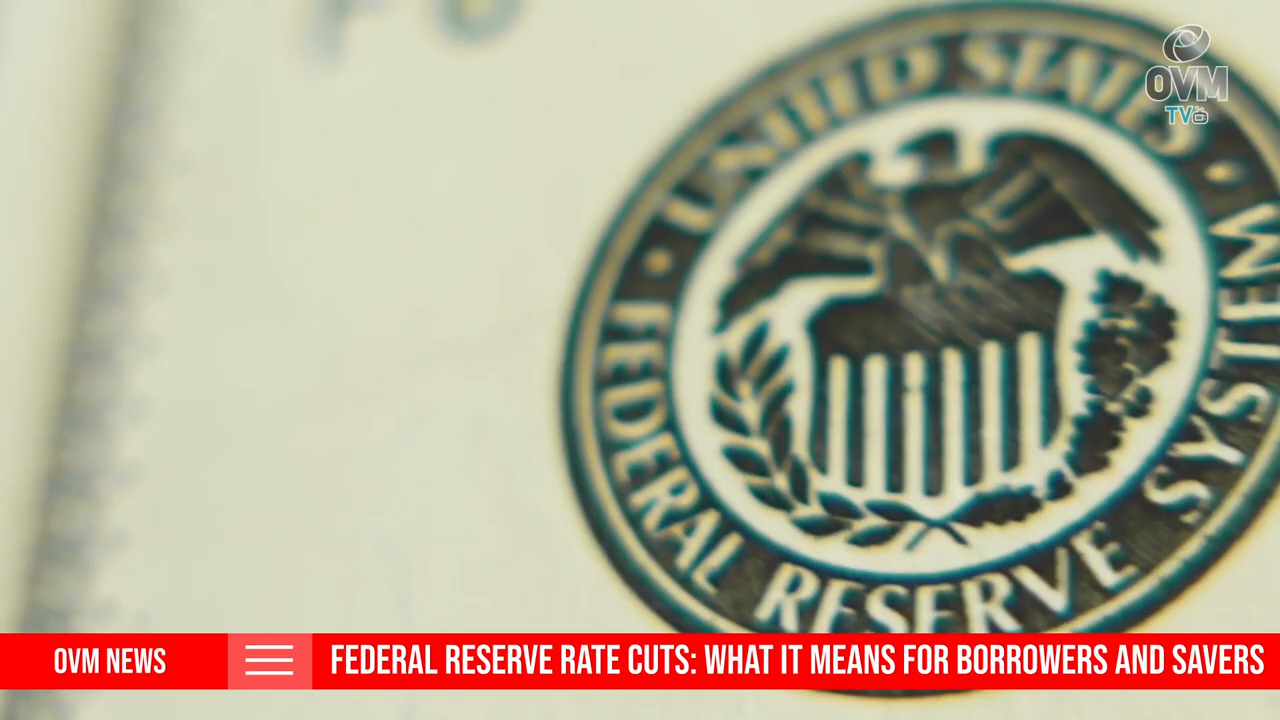 OVM
TV
UNITED STATES
FEDERAL RESERVE SYSTEM
OVM NEWS
FEDERAL RESERVE RATE CUTS: WHAT IT MEANS FOR BORROWERS AND SAVERS